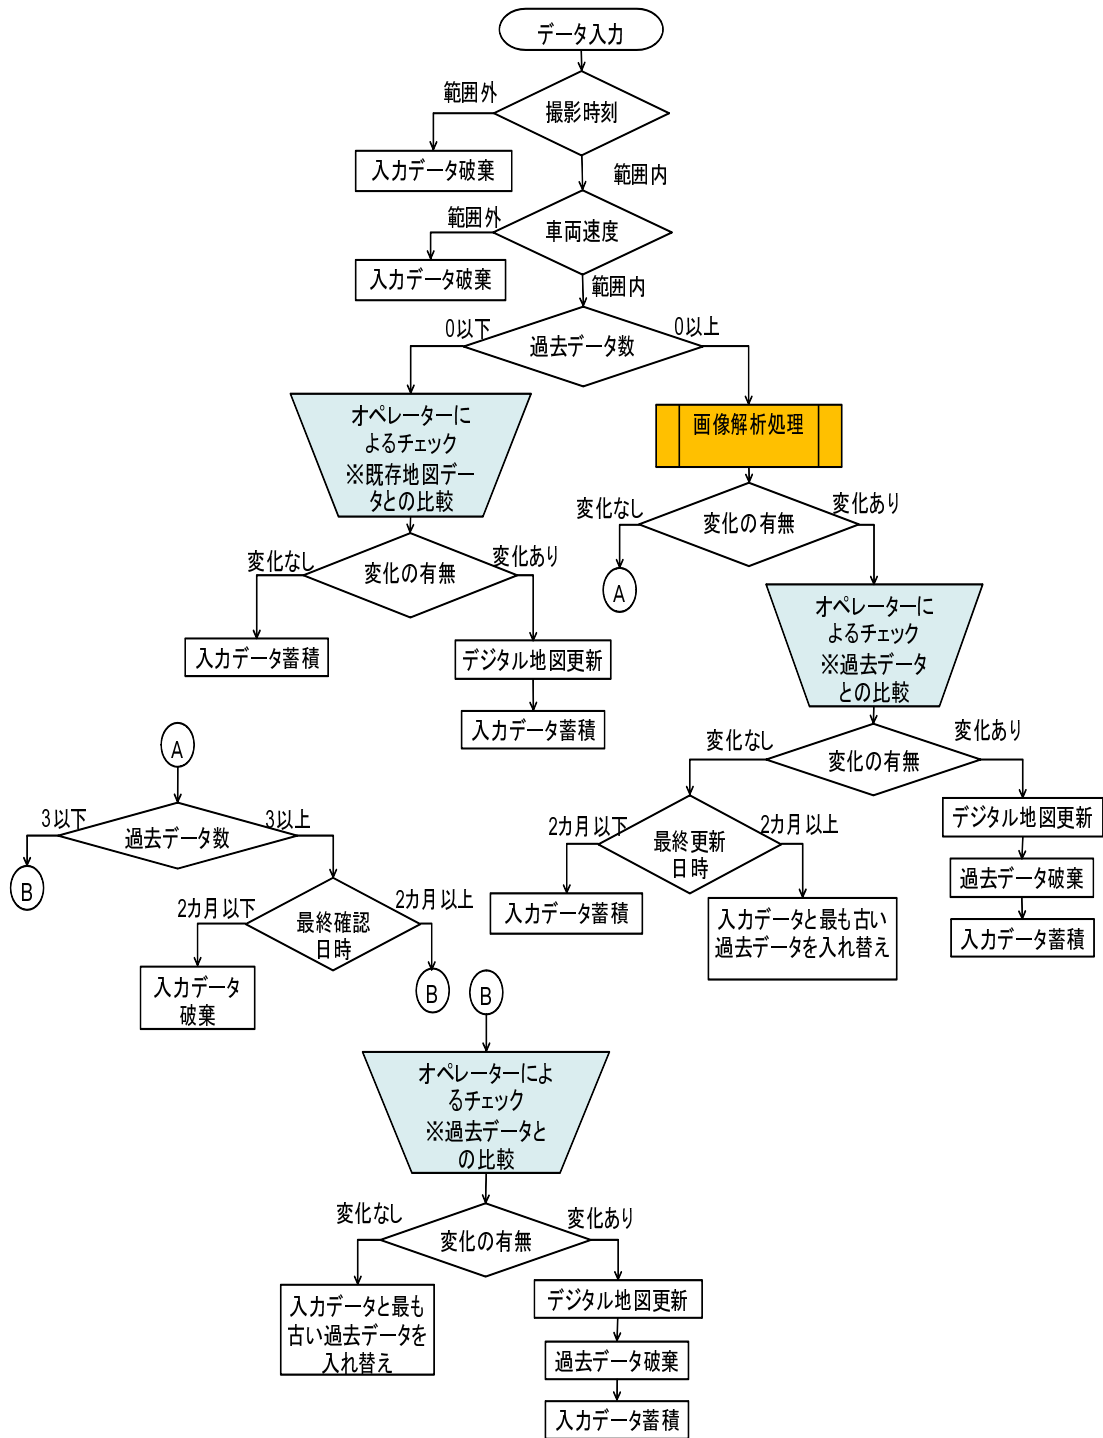 データ入力
範囲外
撮影時刻
入力データ破棄
範囲内
範囲外
車両速度
入力データ破棄
範囲内
0以下
過去データ数
0以上
オペレーターに
よるチェック
※既存地図デー
タとの比較
画像解析処理
変化なし
変化の有無
変化あり
変化なし
変化の有無
変化あり
A
入力データ蓄積
デジタル地図更新
入力データ蓄積
オペレーターに
よるチェック
※過去データ
との比較
変化なし
変化の有無
変化あり
2カ月以下
最終更新
日時
2カ月以上
入力データ蓄積
入力データと最も古い
過去データを入れ替え
デジタル地図更新
過去データ破棄
入力データ蓄積
A
3以下
過去データ数
3以上
B
2カ月以下
最終確認
日時
2カ月以上
入力データ
破棄
B
B
オペレーターによ
るチェック
※過去データと
の比較
変化なし
変化の有無
変化あり
入力データと最も
古い過去データを
入れ替え
デジタル地図更新
過去データ破棄
入力データ蓄積